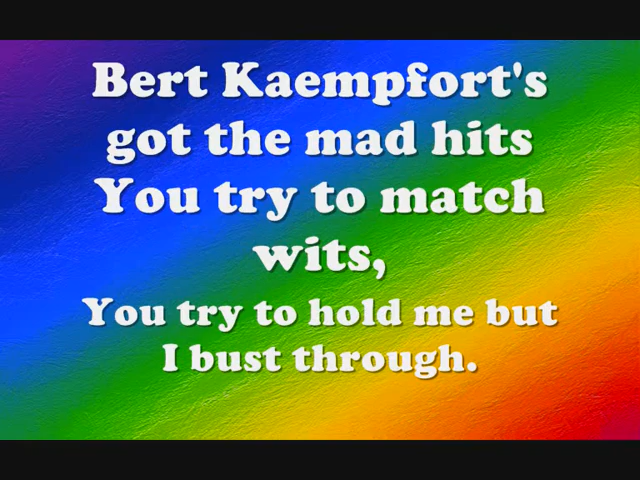 Bert Kaempfort's
got the mad hits
You try to match
wits,
You try to hold me but
I bust through.